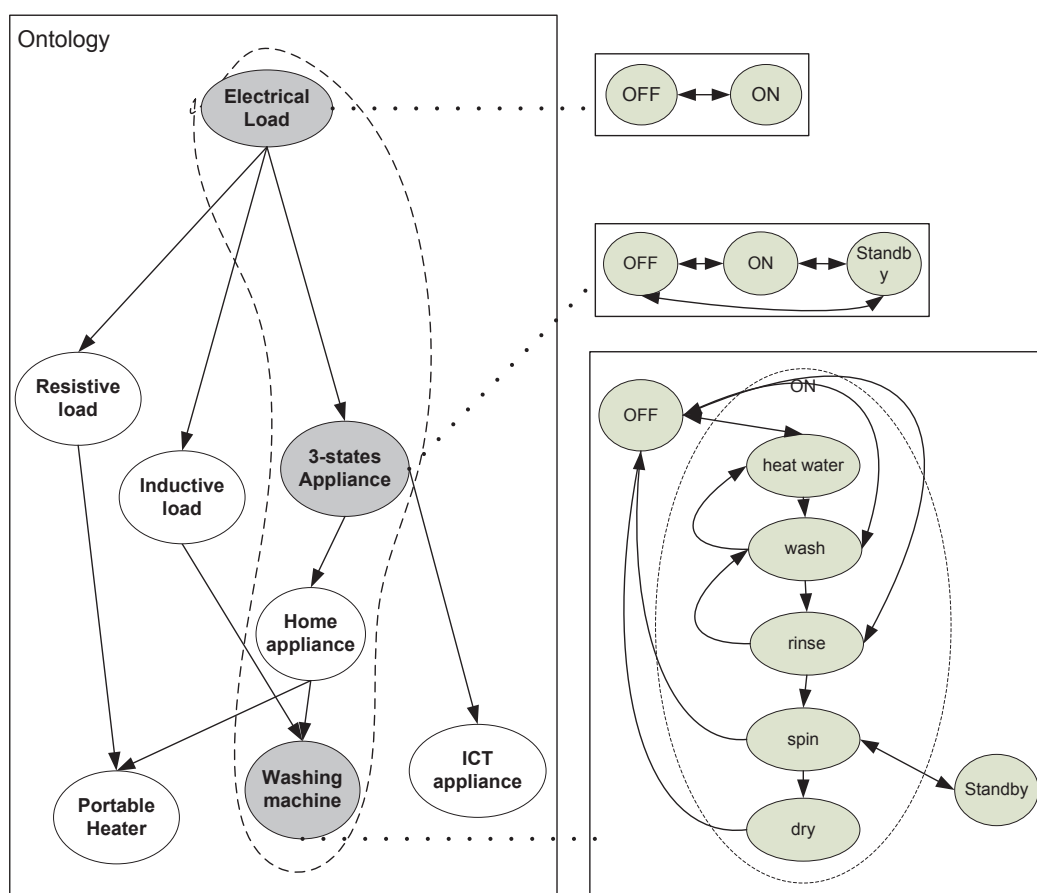 Ontology
Electrical
Load
Resistive
load
Inductive
load
3-states
Appliance
Home
appliance
Portable
Heater
Washing
machine
ICT
appliance
OFF
ON
OFF
ON
Standb
y
OFF
ON
heat water
wash
rinse
spin
dry
Standby